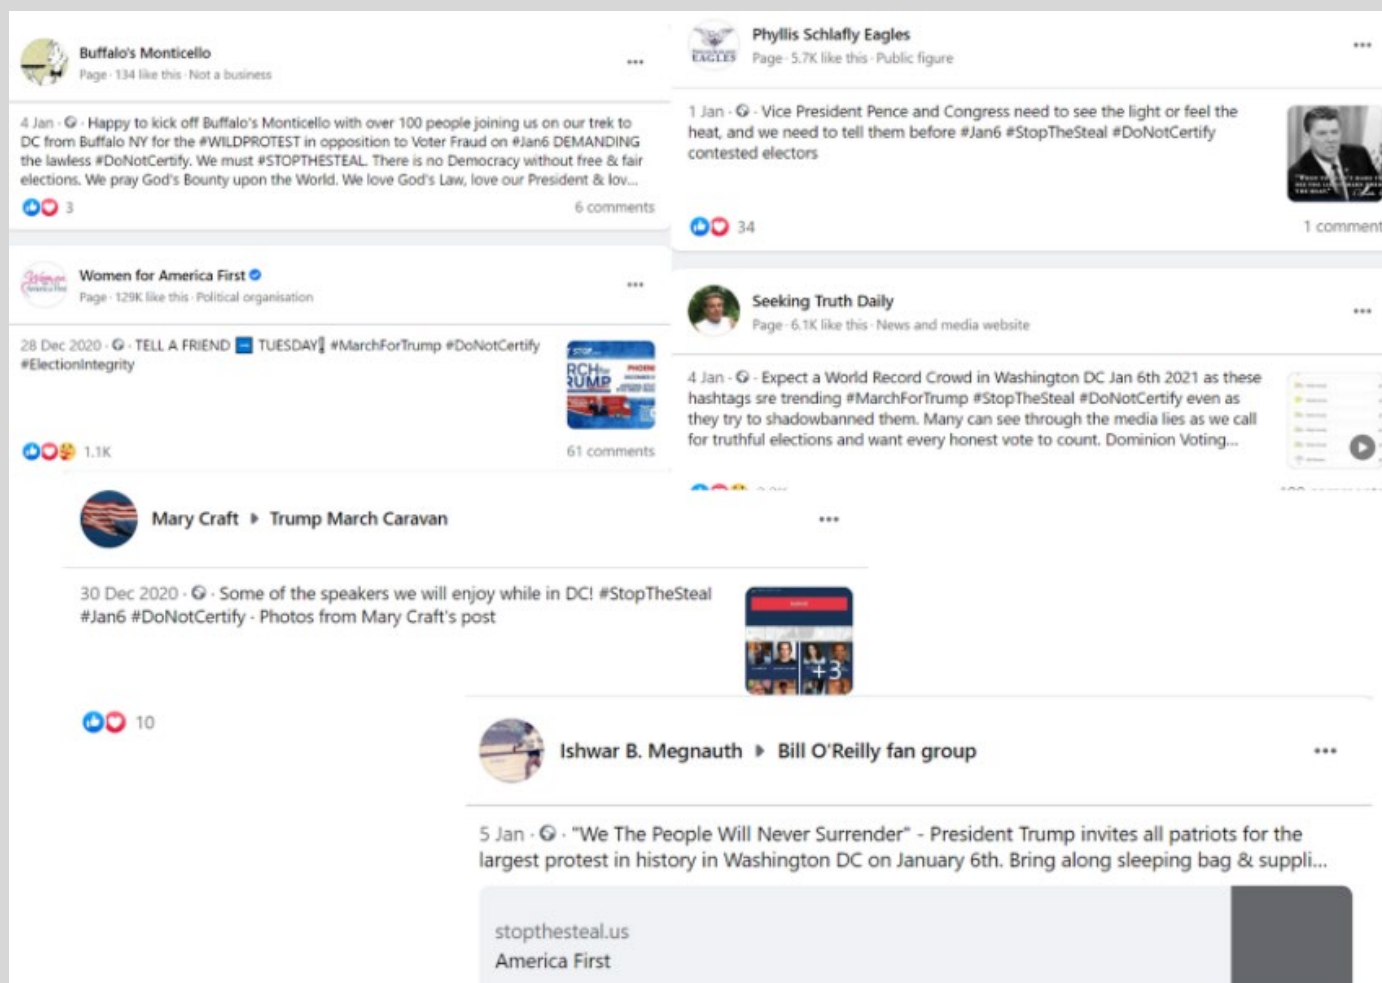 Buffalo's Monticello
Page · 134 like this · Not a business
4 Jan · Happy to kick off Buffalo's Monticello with over 100 people joining us on our trek to
DC from Buffalo NY for the #WILDPROTEST in opposition to Voter Fraud on #Jan6 DEMANDING
the lawless #DoNotCertify. We must #STOPTHESTEAL. There is no Democracy without free & fair
elections. We pray God's Bounty upon the World. We love God's Law, love our President & lov...
3
6 comments
Phyllis Schlafly Eagles
Page · 5.7K like this · Public figure
EAGLES
1 Jan · Vice President Pence and Congress need to see the light or feel the
heat, and we need to tell them before #Jan6 #StopTheSteal #DoNotCertify
contested electors
34
1 comment
Women for America First
Page · 129K like this · Political organisation
28 Dec 2020 · TELL A FRIEND TUESDAY #MarchForTrump #DoNotCertify
#ElectionIntegrity
1.1K
61 comments
Seeking Truth Daily
Page · 6.1K like this · News and media website
4 Jan · Expect a World Record Crowd in Washington DC Jan 6th 2021 as these
hashtags sre trending #MarchForTrump #StopTheSteal #DoNotCertify even as
they try to shadowbanned them. Many can see through the media lies as we call
for truthful elections and want every honest vote to count. Dominion Voting...
Mary Craft ▸ Trump March Caravan
30 Dec 2020 · Some of the speakers we will enjoy while in DC! #StopTheSteal
#Jan6 #DoNotCertify - Photos from Mary Craft's post
+3
10
Ishwar B. Megnauth ▸ Bill O'Reilly fan group
5 Jan · "We The People Will Never Surrender" - President Trump invites all patriots for the
largest protest in history in Washington DC on January 6th. Bring along sleeping bag & suppli...
stopthesteal.us
America First